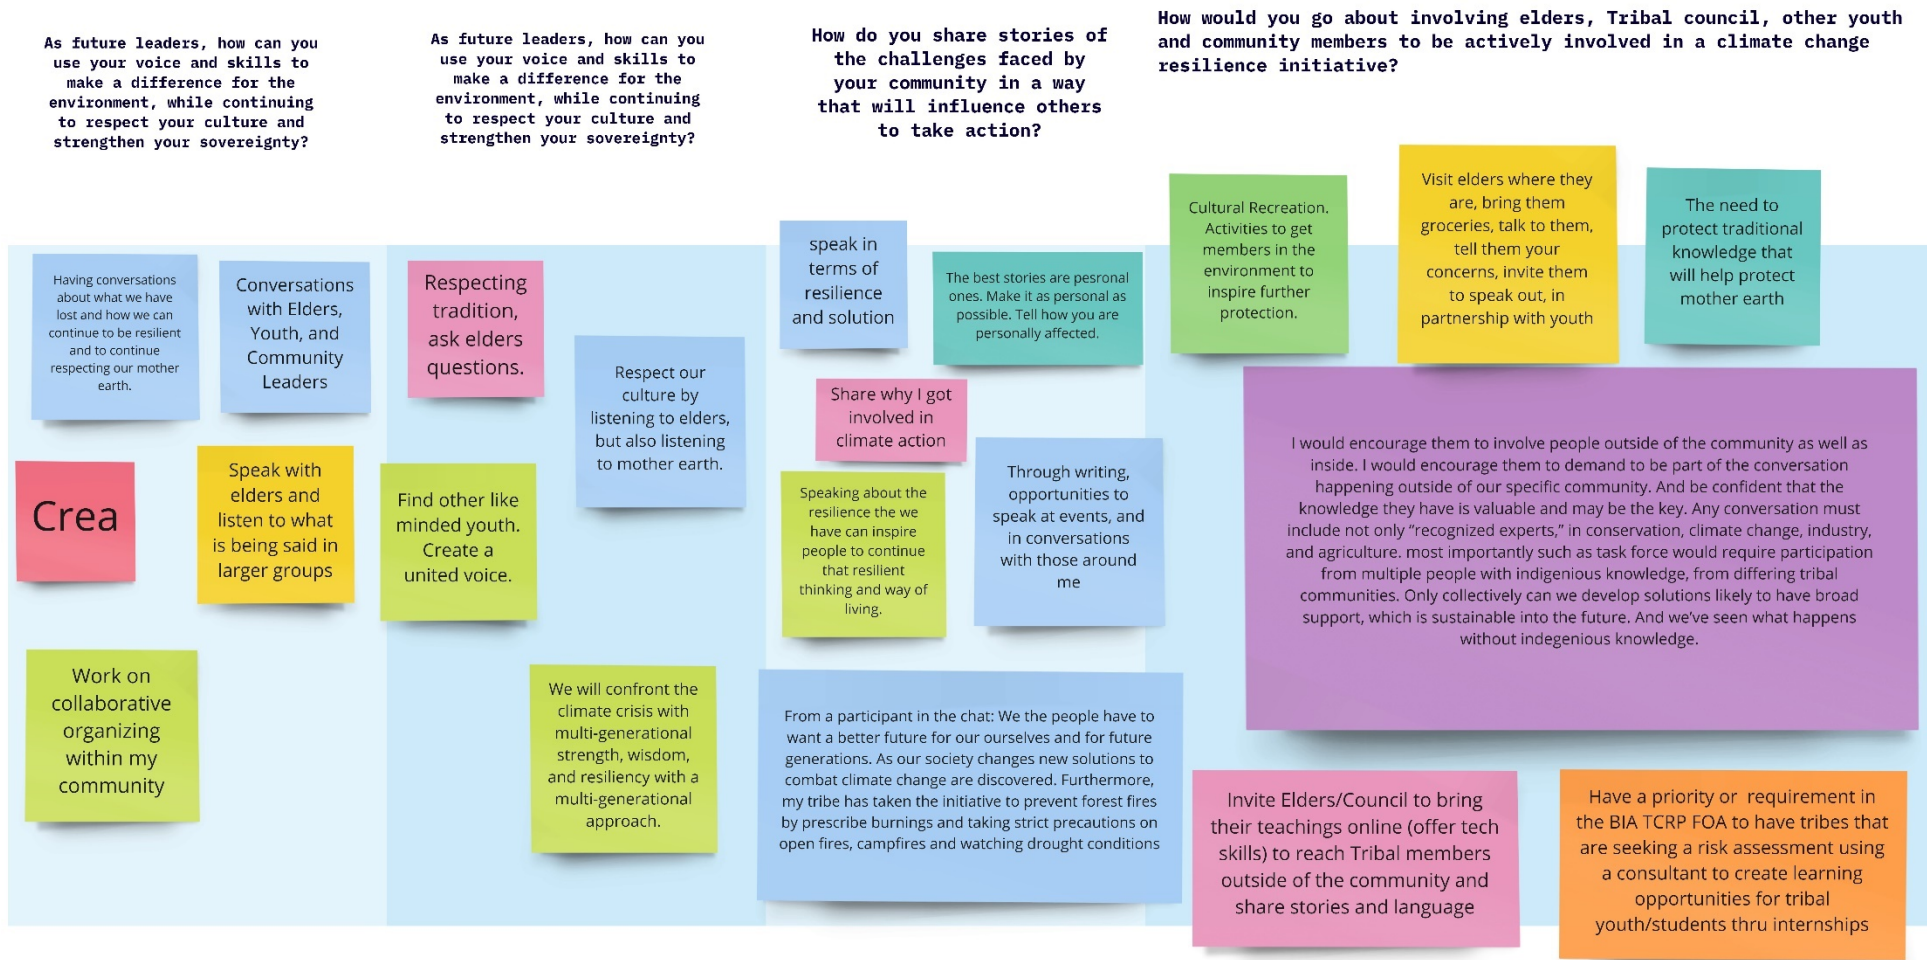 As future leaders, how can you
use your voice and skills to
make a difference for the
environment, while continuing
to respect your culture and
strengthen your sovereignty?
As future leaders, how can you
use your voice and skills to
make a difference for the
environment, while continuing
to respect your culture and
strengthen your sovereignty?
How do you share stories of
the challenges faced by
your community in a way
that will influence others
to take action?
How would you go about involving elders, Tribal council, other youth
and community members to be actively involved in a climate change
resilience initiative?
Having conversations
about what we have
lost and how we can
continue to be resilient
and to continue
respecting our mother
earth.
Conversations
with Elders,
Youth, and
Community
Leaders
Crea
Speak with
elders and
listen to what
is being said in
larger groups
Work on
collaborative
organizing
within my
community
Respecting
tradition,
ask elders
questions.
Respect our
culture by
listening to elders,
but also listening
to mother earth.
Find other like
minded youth.
Create a
united voice.
We will confront the
climate crisis with
multi-generational
strength, wisdom,
and resiliency with a
multi-generational
approach.
speak in
terms of
resilience
and solution
The best stories are pesronal
ones. Make it as personal as
possible. Tell how you are
personally affected.
Share why I got
involved in
climate action
Speaking about the
resilience the we
have can inspire
people to continue
that resilient
thinking and way of
living.
Through writing,
opportunities to
speak at events, and
in conversations
with those around
me
From a participant in the chat: We the people have to
want a better future for our ourselves and for future
generations. As our society changes new solutions to
combat climate change are discovered. Furthermore,
my tribe has taken the initiative to prevent forest fires
by prescribe burnings and taking strict precautions on
open fires, campfires and watching drought conditions
Cultural Recreation.
Activities to get
members in the
environment to
inspire further
protection.
Visit elders where they
are, bring them
groceries, talk to them,
tell them your
concerns, invite them
to speak out, in
partnership with youth
The need to
protect traditional
knowledge that
will help protect
mother earth
I would encourage them to involve people outside of the community as well as
inside. I would encourage them to demand to be part of the conversation
happening outside of our specific community. And be confident that the
knowledge they have is valuable and may be the key. Any conversation must
include not only “recognized experts,” in conservation, climate change, industry,
and agriculture. most importantly such as task force would require participation
from multiple people with indigenious knowledge, from differing tribal
communities. Only collectively can we develop solutions likely to have broad
support, which is sustainable into the future. And we’ve seen what happens
without indegenious knowledge.
Invite Elders/Council to bring
their teachings online (offer tech
skills) to reach Tribal members
outside of the community and
share stories and language
Have a priority or requirement in
the BIA TCRP FOA to have tribes that
are seeking a risk assessment using
a consultant to create learning
opportunities for tribal
youth/students thru internships